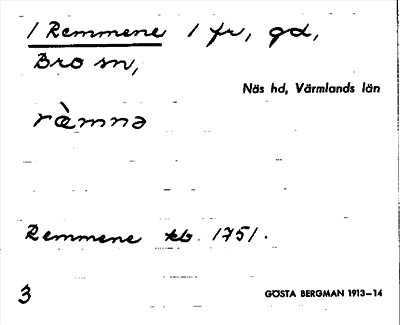 1 Remmene 1 fr, gd,
Bro sn,
Näs hd, Värmlands län
ràmnə
Remmene kb. 1751.
3
GÖSTA BERGMAN 1913–14